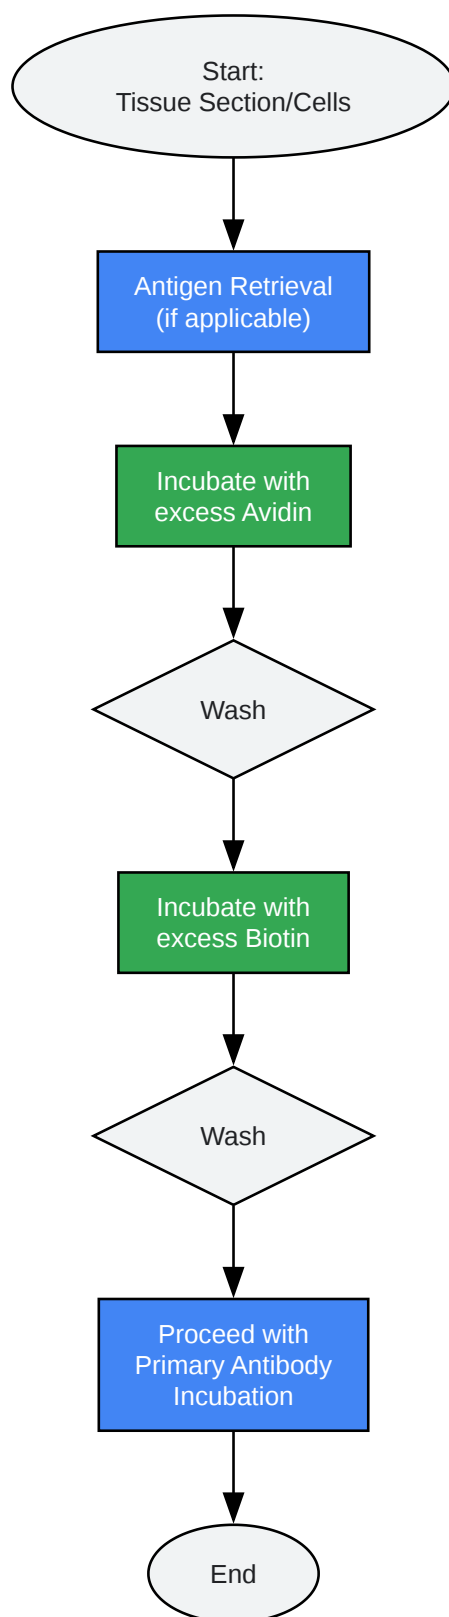 Start:
Tissue Section/Cells
Antigen Retrieval
(if applicable)
Incubate with
excess Avidin
Wash
Incubate with
excess Biotin
Wash
Proceed with
Primary Antibody
Incubation
End